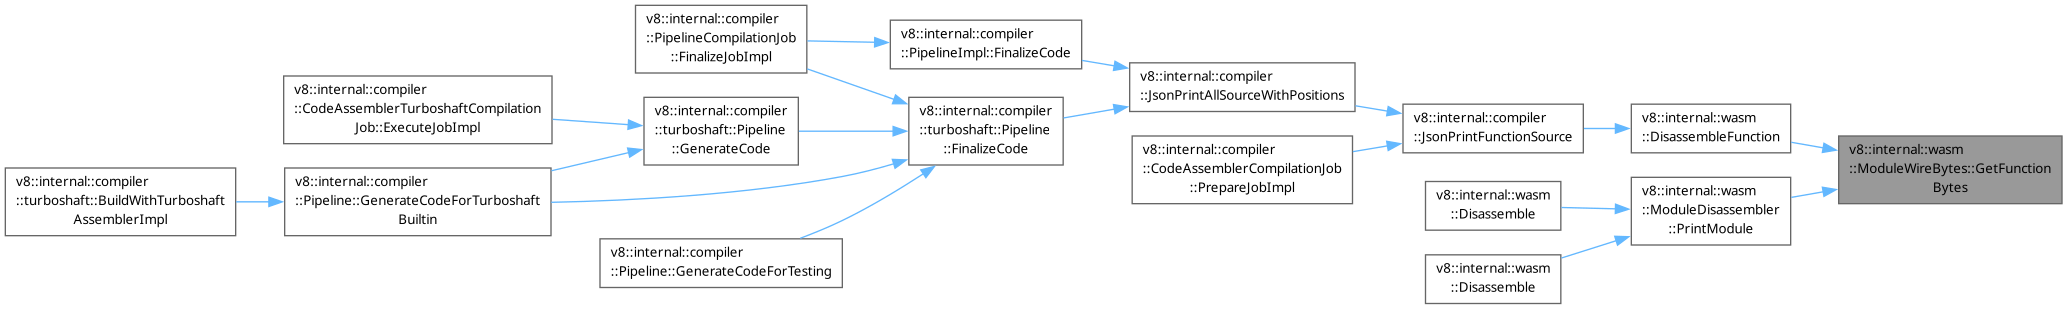 v8::internal::compiler
::PipelineCompilationJob
::FinalizeJobImpl
v8::internal::compiler
::PipelineImpl::FinalizeCode
v8::internal::compiler
::JsonPrintAllSourceWithPositions
v8::internal::compiler
::CodeAssemblerTurboshaftCompilation
Job::ExecuteJobImpl
v8::internal::compiler
::turboshaft::Pipeline
::GenerateCode
v8::internal::compiler
::turboshaft::Pipeline
::FinalizeCode
v8::internal::compiler
::JsonPrintFunctionSource
v8::internal::wasm
::DisassembleFunction
v8::internal::wasm
::ModuleWireBytes::GetFunction
Bytes
v8::internal::compiler
::CodeAssemblerCompilationJob
::PrepareJobImpl
v8::internal::compiler
::turboshaft::BuildWithTurboshaft
AssemblerImpl
v8::internal::compiler
::Pipeline::GenerateCodeForTurboshaft
Builtin
v8::internal::wasm
::Disassemble
v8::internal::wasm
::ModuleDisassembler
::PrintModule
v8::internal::compiler
::Pipeline::GenerateCodeForTesting
v8::internal::wasm
::Disassemble